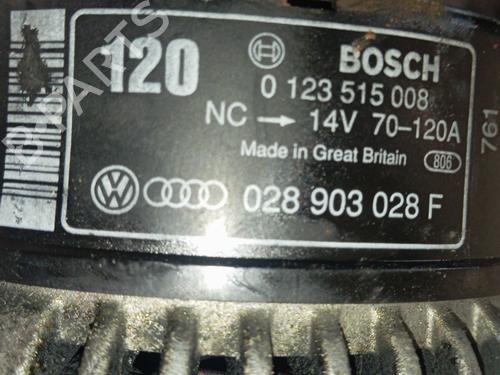 B-PARTS
120
BOSCH
0 123 515 008
NC → 14V 70-120A
Made in Great Britain 806
761
028 903 028 F